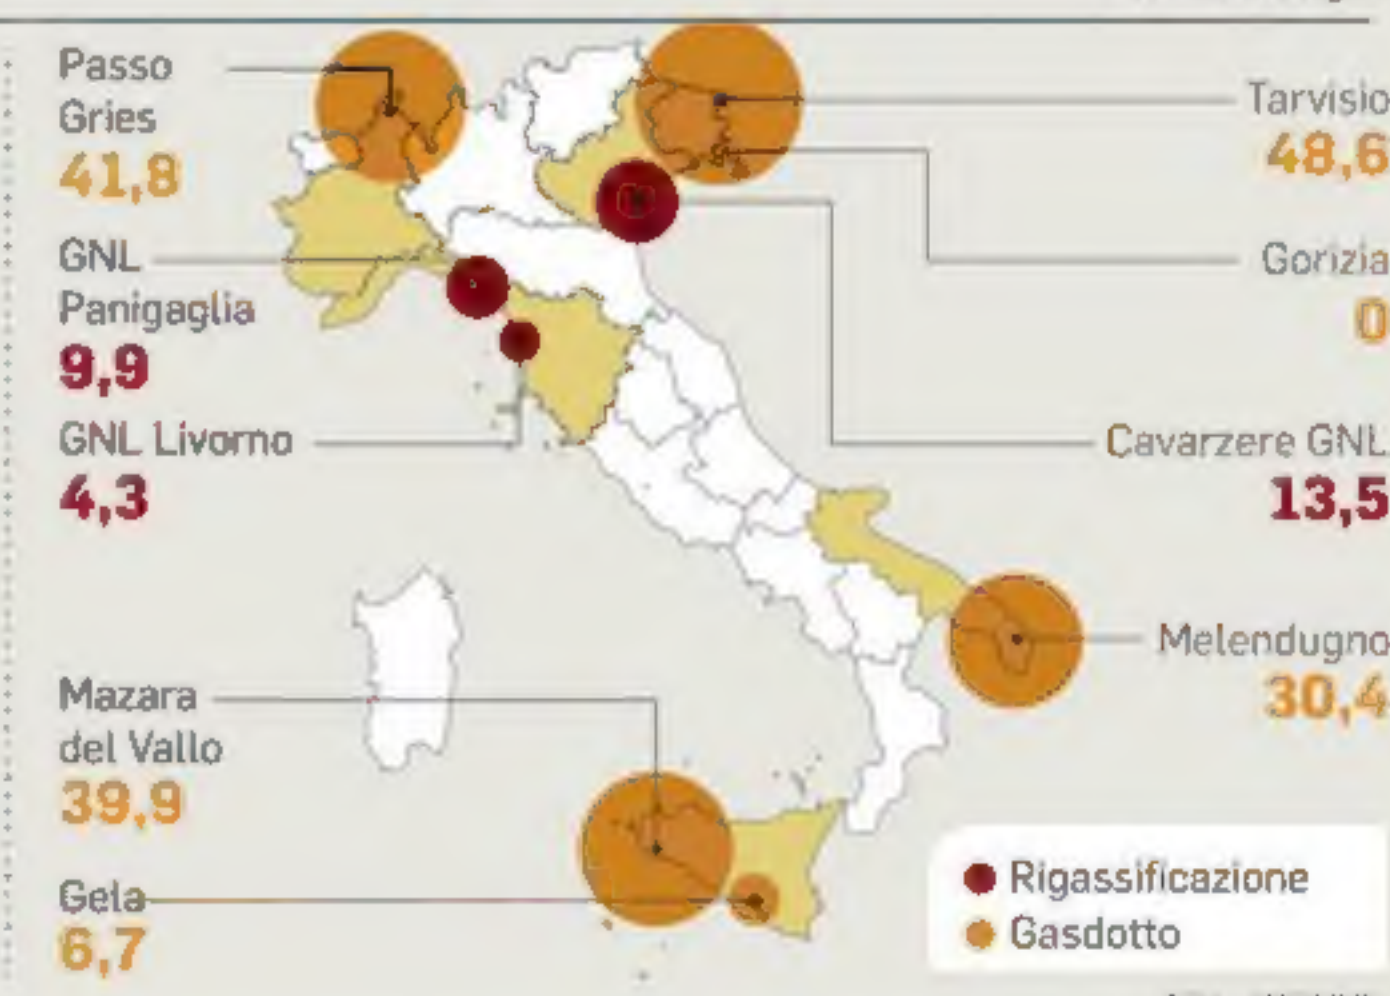 Passo
Gries
41,8
GNL
Panigaglia
9,9
GNL Livorno
4,3
Mazara
del Vallo
39,9
Gela
6,7
Tarvisio
48,6
Gorizia
0
Cavarzere GNL
13,5
Melendugno
30,4
Rigassificazione
Gasdotto